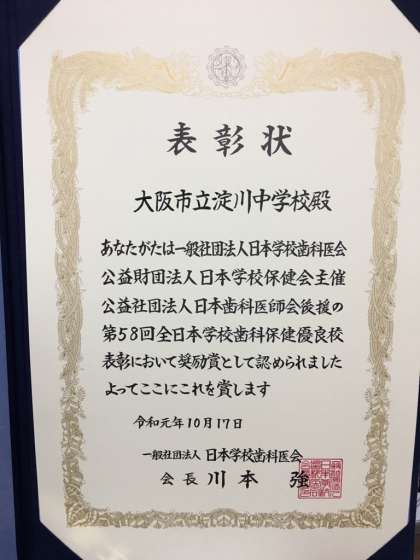 表彰状
大阪市立淀川中学校殿
あなたがたは一般社団法人日本学校歯科医会
公益財団法人日本学校保健会主催
公益社団法人日本歯科医師会後援の
第58回全日本学校歯科保健優良校
表彰において奨励賞として認められました
よってここにこれを賞します
令和元年10月17日
一般社団法人 日本学校歯科医会
会長 川本 強